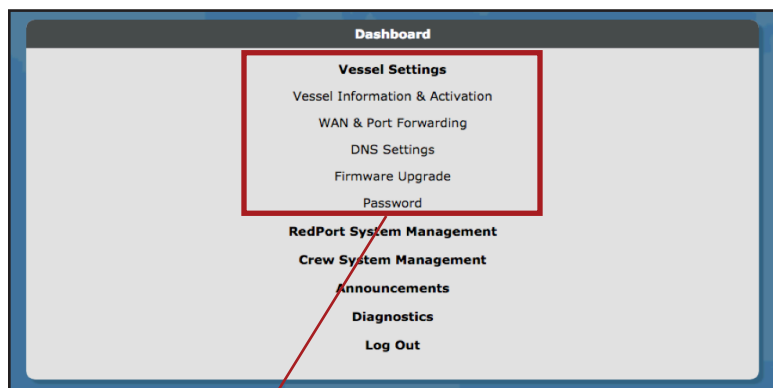 Dashboard
Vessel Settings
Vessel Information & Activation
WAN & Port Forwarding
DNS Settings
Firmware Upgrade
Password
RedPort System Management
Crew System Management
Announcements
Diagnostics
Log Out